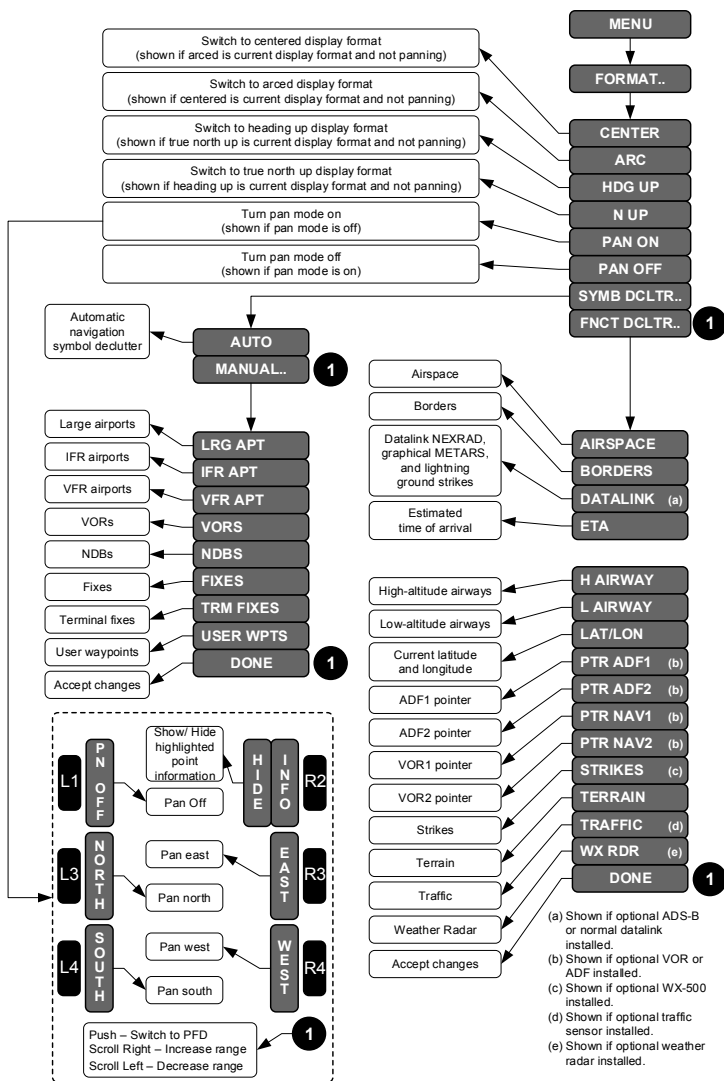 MENU
FORMAT..
Switch to centered display format
(shown if arced is current display format and not panning)
Switch to arced display format
(shown if centered is current display format and not panning)
Switch to heading up display format
(shown if true north up is current display format and not panning)
Switch to true north up display format
(shown if heading up is current display format and not panning)
Turn pan mode on
(shown if pan mode is off)
Turn pan mode off
(shown if pan mode is on)
CENTER
ARC
HDG UP
N UP
PAN ON
PAN OFF
SYMB DCLTR..
FNCT DCLTR..
1
Automatic
navigation
symbol declutter
AUTO
MANUAL..
1
Large airports
IFR airports
VFR airports
VORs
NDBs
Fixes
Terminal fixes
User waypoints
Accept changes
LRG APT
IFR APT
VFR APT
VORS
NDBS
FIXES
TRM FIXES
USER WPTS
DONE
1
Airspace
Borders
Datalink NEXRAD,
graphical METARS,
and lightning
ground strikes
Estimated
time of arrival
AIRSPACE
BORDERS
DATALINK (a)
ETA
High-altitude airways
Low-altitude airways
Current latitude
and longitude
ADF1 pointer
ADF2 pointer
VOR1 pointer
VOR2 pointer
Strikes
Terrain
Traffic
Weather Radar
Accept changes
H AIRWAY
L AIRWAY
LAT/LON
PTR ADF1 (b)
PTR ADF2 (b)
PTR NAV1 (b)
PTR NAV2 (b)
STRIKES (c)
TERRAIN
TRAFFIC (d)
WX RDR (e)
DONE
1
L1
PN OFF
Show/ Hide
highlighted
point
information
Pan Off
HIDE
INFO
R2
L3
NORTH
Pan east
Pan north
EAST
R3
L4
SOUTH
Pan west
Pan south
WEST
R4
Push – Switch to PFD
Scroll Right – Increase range
Scroll Left – Decrease range
1
(a) Shown if optional ADS-B
or normal datalink
installed.
(b) Shown if optional VOR or
ADF installed.
(c) Shown if optional WX-500
installed.
(d) Shown if optional traffic
sensor installed.
(e) Shown if optional weather
radar installed.